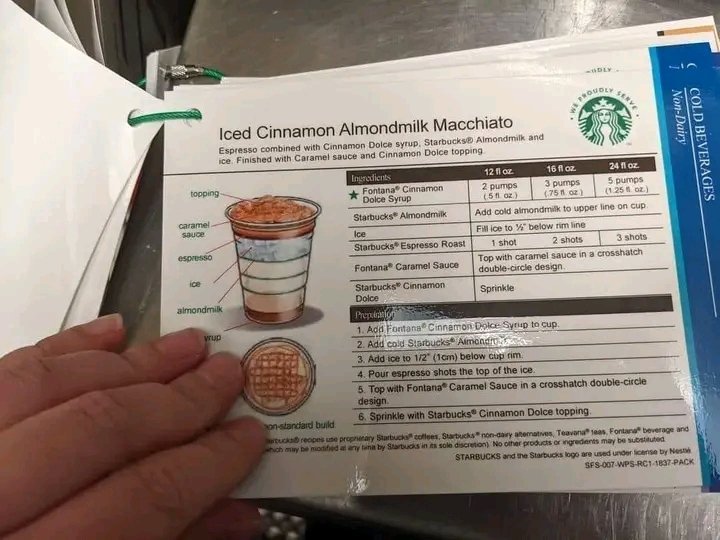 Iced Cinnamon Almondmilk Macchiato
Espresso combined with Cinnamon Dolce syrup, Starbucks® Almondmilk and
ice. Finished with Caramel sauce and Cinnamon Dolce topping.
WE PROUDLY SERVE
COLD BEVERAGES
Non-Dairy
topping
caramel
sauce
espresso
ice
almondmilk
yrup
on-standard build
Ingredients 12 fl oz. 16 fl oz. 24 fl oz.
★ Fontana® Cinnamon Dolce Syrup 2 pumps (.5 fl. oz.) 3 pumps (.75 fl. oz.) 5 pumps (1.25 fl. oz.)
Starbucks® Almondmilk Add cold almondmilk to upper line on cup.
Ice Fill ice to ½" below rim line
Starbucks® Espresso Roast 1 shot 2 shots 3 shots
Fontana® Caramel Sauce Top with caramel sauce in a crosshatch double-circle design.
Starbucks® Cinnamon Dolce Sprinkle
Preparation
1. Add Fontana® Cinnamon Dolce Syrup to cup.
2. Add cold Starbucks® Almondm
3. Add ice to 1/2" (1cm) below cup rim.
4. Pour espresso shots the top of the ice.
5. Top with Fontana® Caramel Sauce in a crosshatch double-circle
design.
6. Sprinkle with Starbucks® Cinnamon Dolce topping.
arbucks® recipes use proprietary Starbucks® coffees, Starbucks® non-dairy alternatives, Teavana® teas, Fontana® beverage and
which may be modified at any time by Starbucks in its sole discretion). No other products or ingredients may be substituted.
STARBUCKS and the Starbucks logo are used under license by Nestlé.
SFS-007-WPS-RC1-1837-PACK